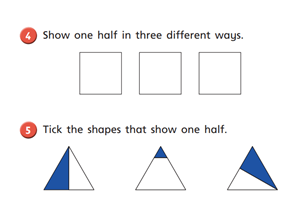 4 Show one half in three different ways.
5 Tick the shapes that show one half.